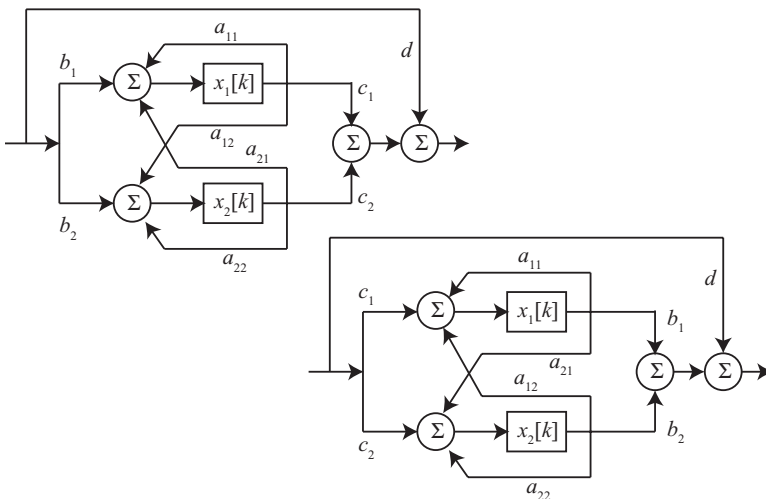 a₁₁
d
b₁
Σ
x₁[k]
c₁
a₁₂
Σ
Σ
a₂₁
Σ
x₂[k]
c₂
b₂
a₂₂
a₁₁
d
c₁
Σ
x₁[k]
b₁
a₂₁
Σ
Σ
a₁₂
Σ
x₂[k]
b₂
c₂
a₂₂